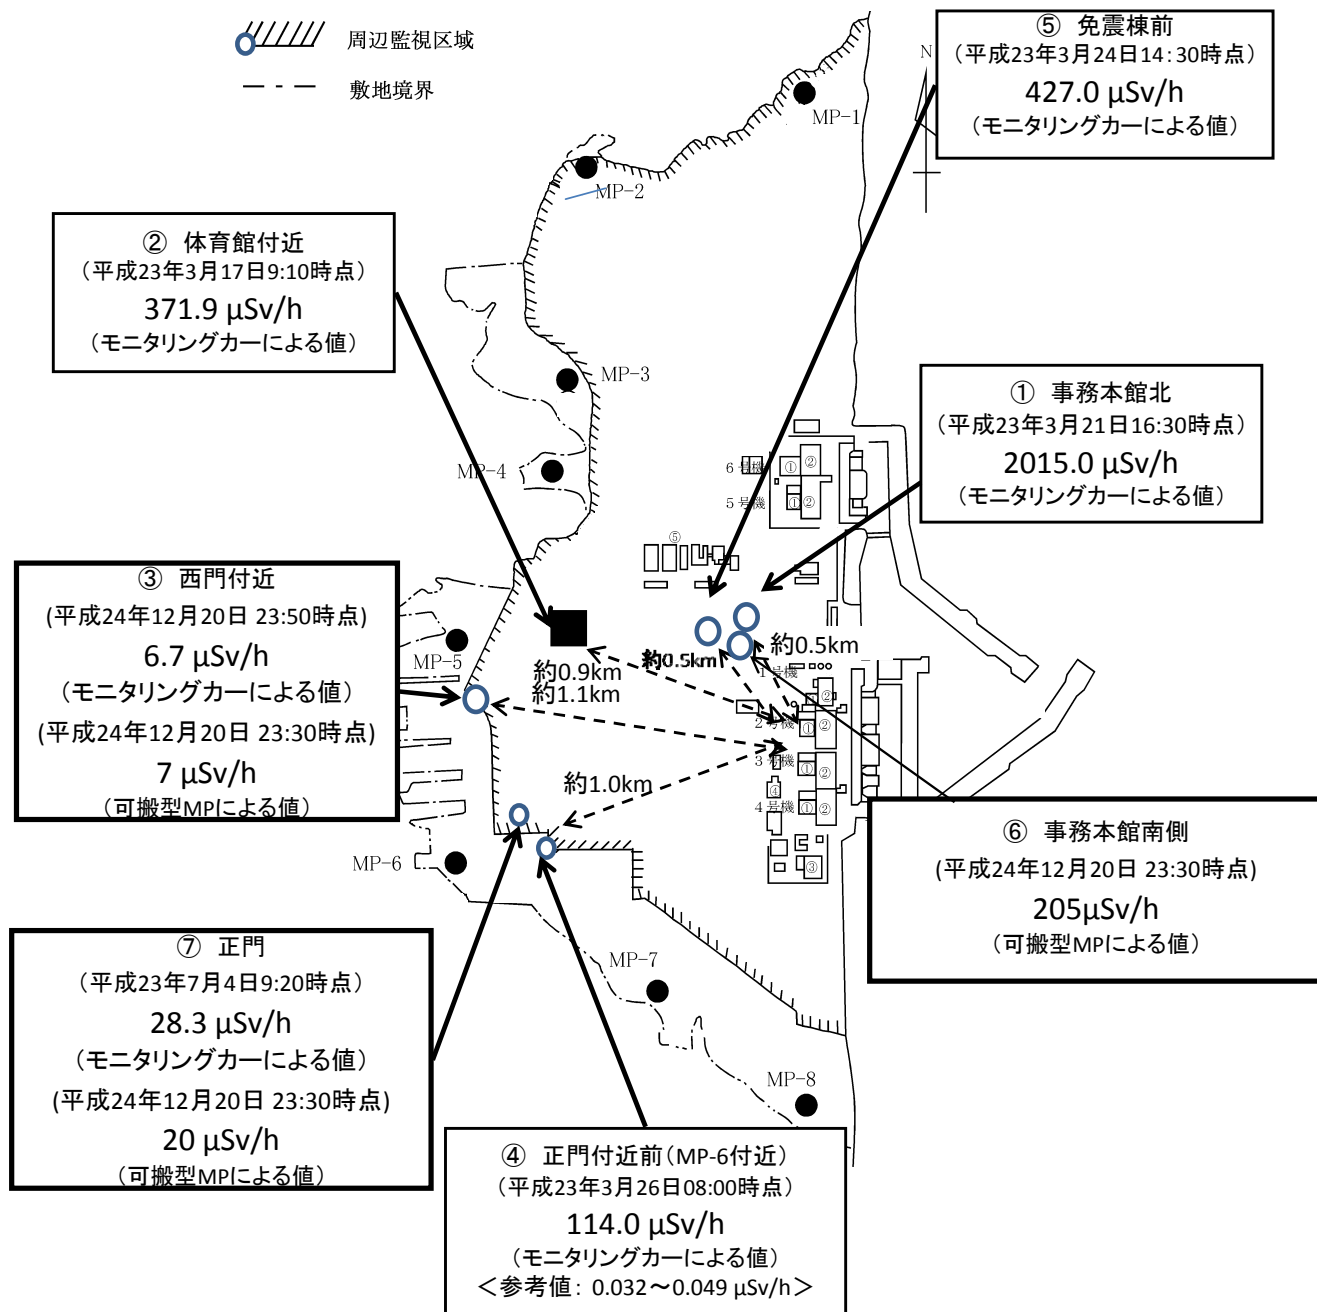 周辺監視区域
敷地境界
⑤ 免震棟前
（平成23年3月24日14:30時点）
427.0 μSv/h
（モニタリングカーによる値）
N
MP-1
MP-2
② 体育館付近
（平成23年3月17日9:10時点）
371.9 μSv/h
（モニタリングカーによる値）
MP-3
① 事務本館北
（平成23年3月21日16:30時点）
2015.0 μSv/h
（モニタリングカーによる値）
MP-4
6号機
①
②
5号機
①
②
⑤
③ 西門付近
(平成24年12月20日 23:50時点)
6.7 μSv/h
（モニタリングカーによる値）
(平成24年12月20日 23:30時点)
7 μSv/h
（可搬型MPによる値）
MP-5
約0.9km
約1.1km
約0.5km
約0.5km
1号機
②
2号機
①
②
3号機
①
②
④
4号機
①
②
③
約1.0km
MP-6
⑥ 事務本館南側
(平成24年12月20日 23:30時点)
205μSv/h
（可搬型MPによる値）
⑦ 正門
（平成23年7月4日9:20時点）
28.3 μSv/h
（モニタリングカーによる値）
(平成24年12月20日 23:30時点)
20 μSv/h
（可搬型MPによる値）
MP-7
MP-8
④ 正門付近前（MP-6付近）
（平成23年3月26日08:00時点）
114.0 μSv/h
（モニタリングカーによる値）
＜参考値: 0.032～0.049 μSv/h＞